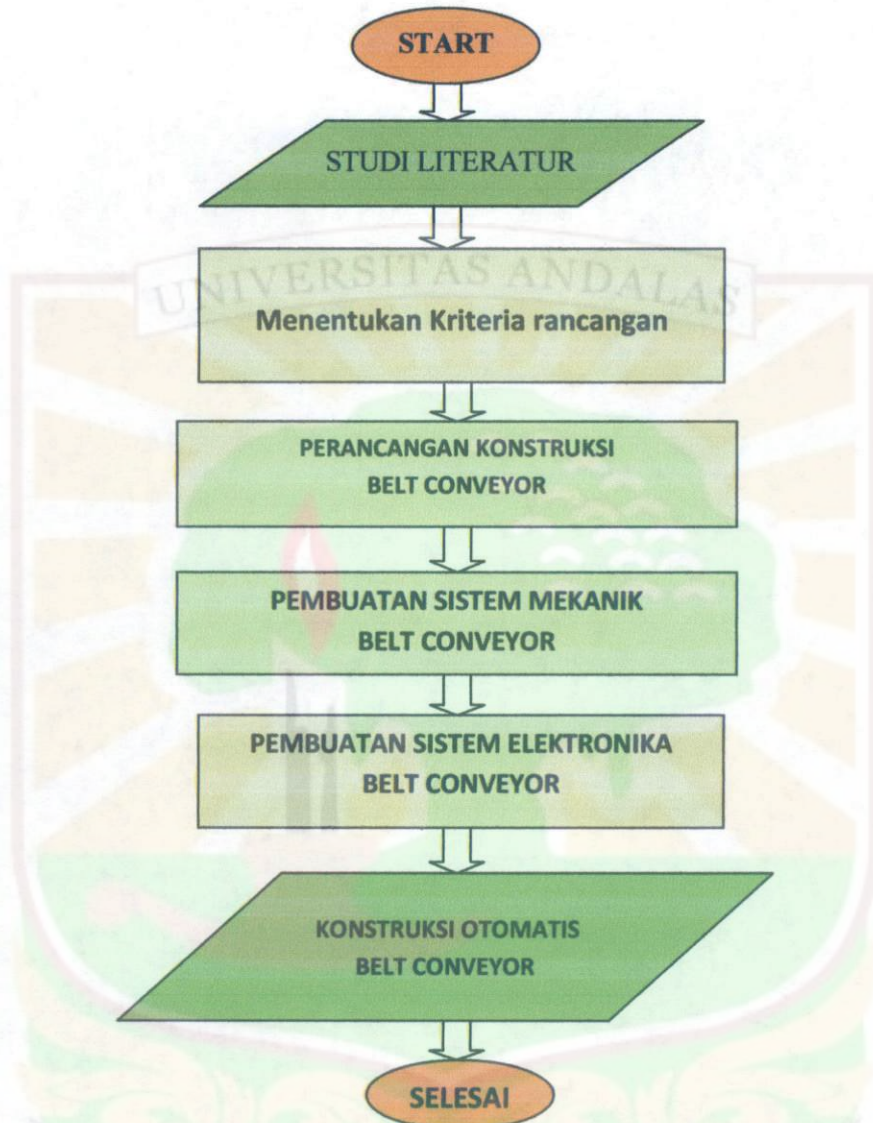 START
STUDI LITERATUR
UNIVERSITAS ANDALAS
Menentukan Kriteria rancangan
PERANCANGAN KONSTRUKSI
BELT CONVEYOR
PEMBUATAN SISTEM MEKANIK
BELT CONVEYOR
PEMBUATAN SISTEM ELEKTRONIKA
BELT CONVEYOR
KONSTRUKSI OTOMATIS
BELT CONVEYOR
SELESAI